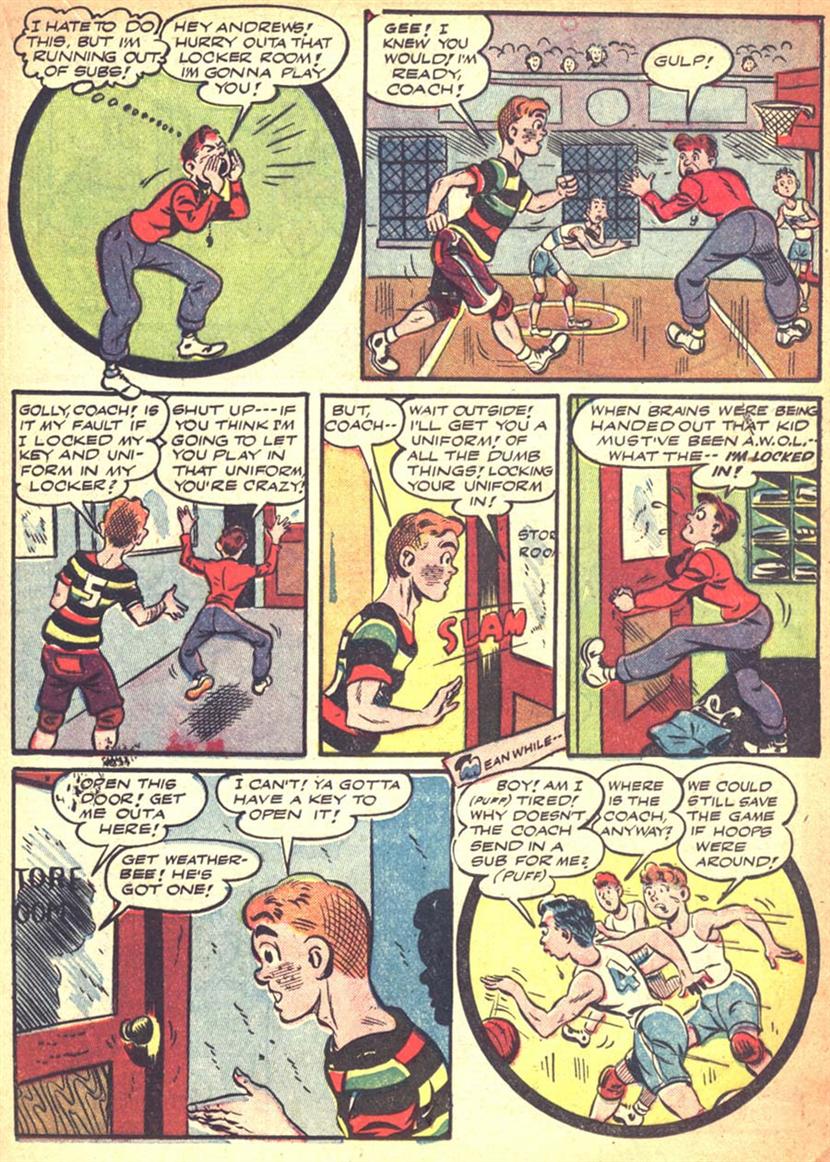 I HATE TO DO
THIS, BUT I'M
RUNNING OUT
OF SUBS!
HEY ANDREWS!
HURRY OUTA THAT
LOCKER ROOM!
I'M GONNA PLAY
YOU!
GEE! I
KNEW YOU
WOULD! I'M
READY,
COACH!
GULP!
GOLLY, COACH! IS
IT MY FAULT IF
I LOCKED MY
KEY AND UNI-
FORM IN MY
LOCKER?
SHUT UP---IF
YOU THINK I'M
GOING TO LET
YOU PLAY IN
THAT UNIFORM,
YOU'RE CRAZY!
5
BUT,
COACH--
WAIT OUTSIDE!
I'LL GET YOU A
UNIFORM! OF
ALL THE DUMB
THINGS! LOCKING
YOUR UNIFORM
IN!
STOR
ROO
SLAM
WHEN BRAINS WERE BEING
HANDED OUT THAT KID
MUST'VE BEEN A.W.O.L.,--
WHAT THE-- I'M LOCKED
IN!
OPEN THIS
DOOR! GET
ME OUTA
HERE!
GET WEATHER-
BEE! HE'S
GOT ONE!
I CAN'T! YA GOTTA
HAVE A KEY TO
OPEN IT!
TORE
OOM
MEANWHILE--
BOY! AM I
(PUFF) TIRED!
WHY DOESN'T
THE COACH
SEND IN A
SUB FOR ME?
(PUFF)
WHERE
IS THE
COACH,
ANYWAY?
WE COULD
STILL SAVE
THE GAME
IF HOOPS
WERE
AROUND!
4